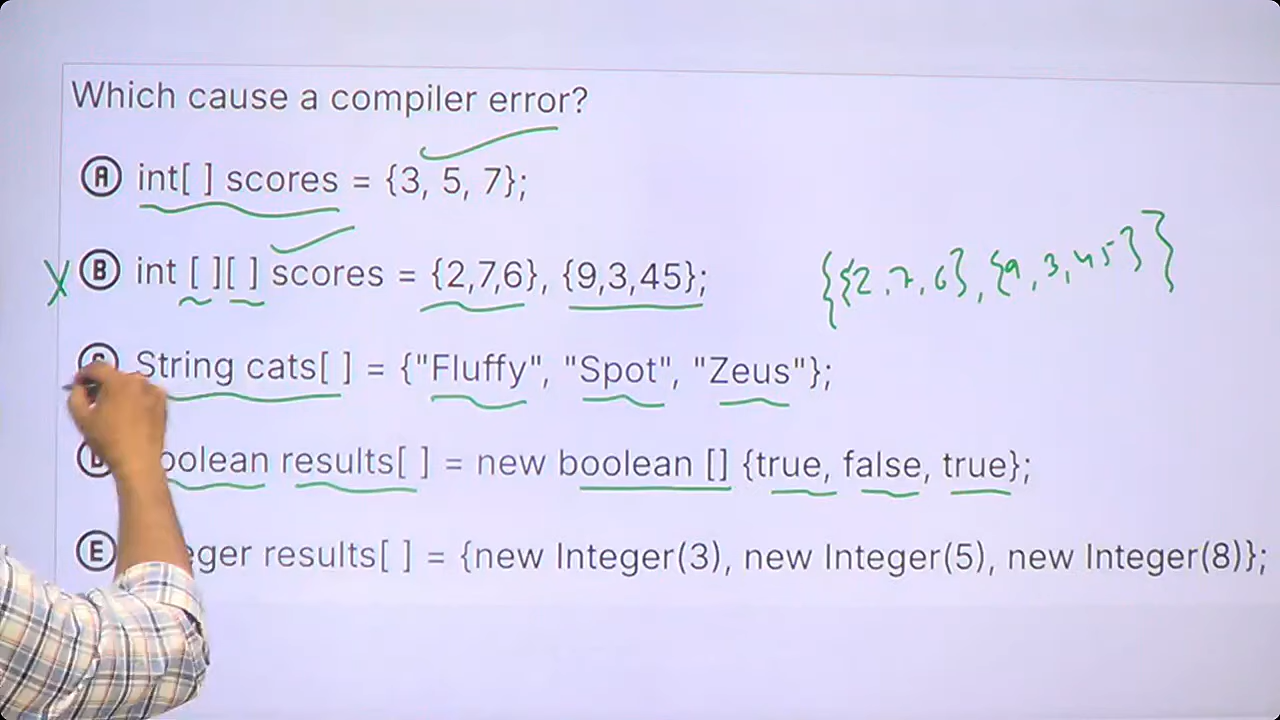 Which cause a compiler error?
A int[ ] scores = {3, 5, 7};
X B int [ ][ ] scores = {2,7,6}, {9,3,45}; {{2,7,6},{9,3,45}}
String cats[ ] = {"Fluffy", "Spot", "Zeus"};
oolean results[ ] = new boolean [] {true, false, true};
E eger results[ ] = {new Integer(3), new Integer(5), new Integer(8)};